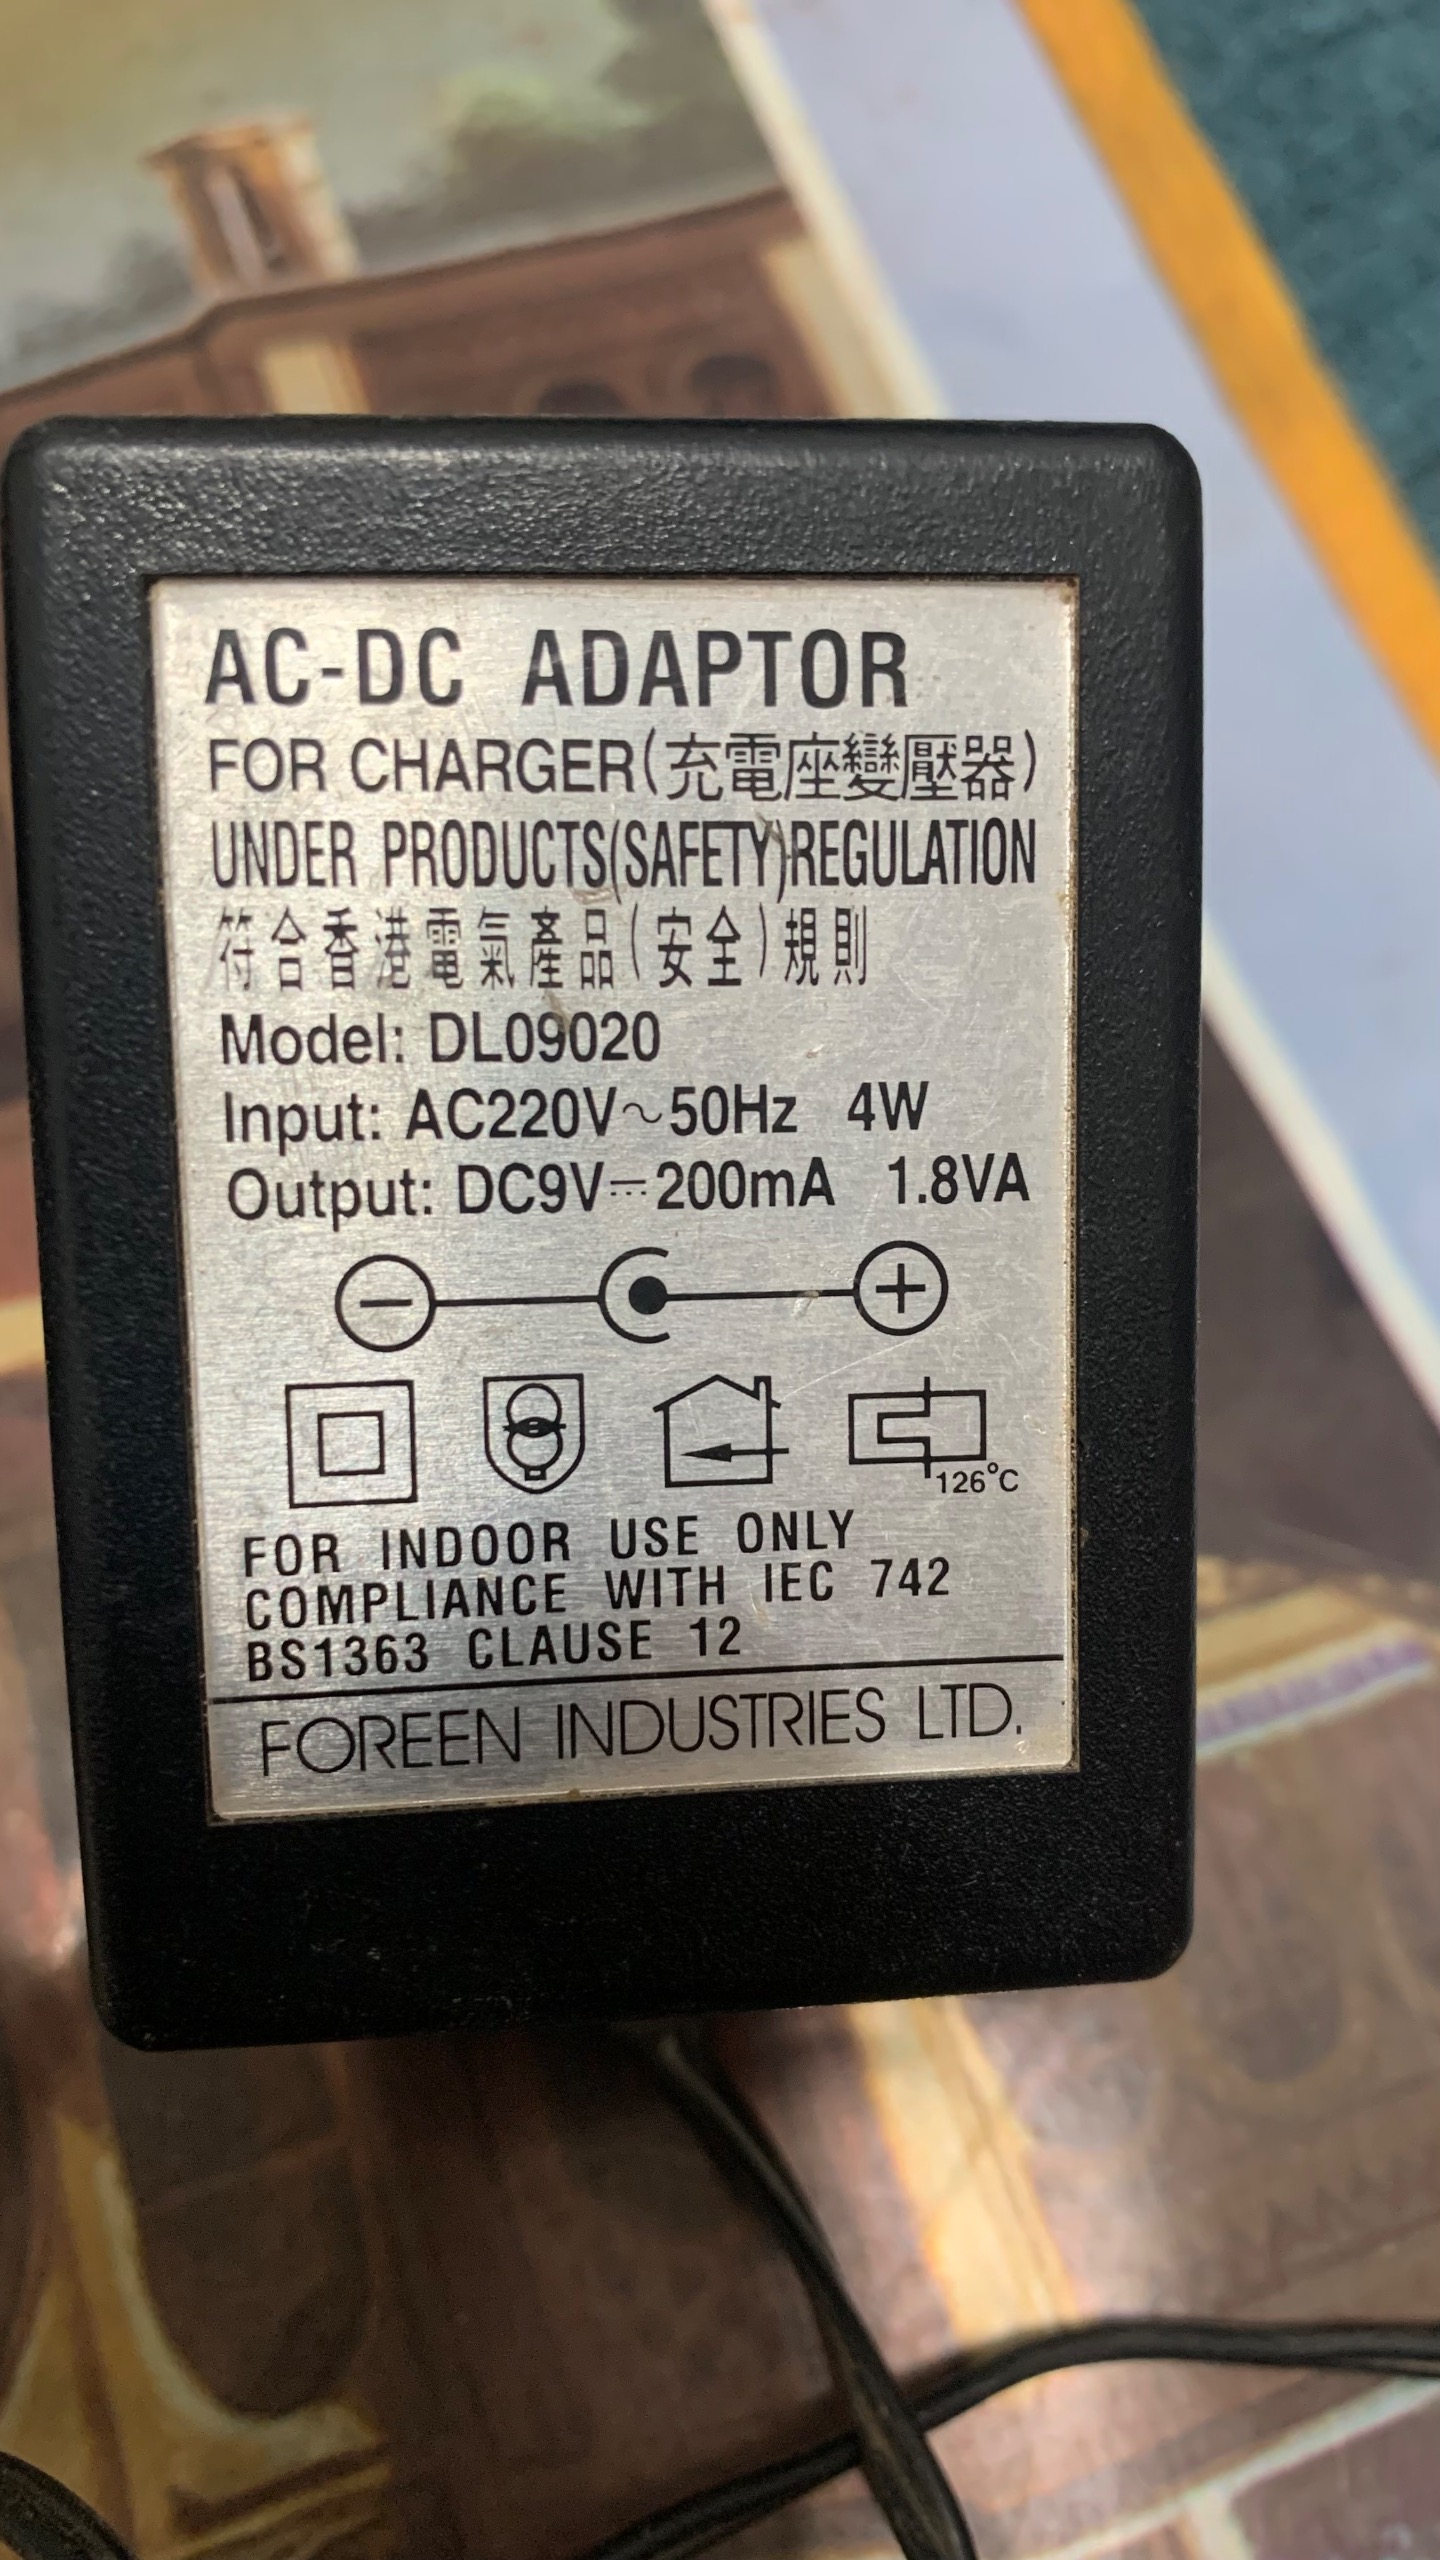 AC-DC ADAPTOR
FOR CHARGER(充電座變壓器)
UNDER PRODUCTS(SAFETY)REGULATION
符合香港電氣產品(安全)規則
Model: DL09020
Input: AC220V~50Hz 4W
Output: DC9V⎓200mA 1.8VA
126°C
FOR INDOOR USE ONLY
COMPLIANCE WITH IEC 742
BS1363 CLAUSE 12
FOREEN INDUSTRIES LTD.